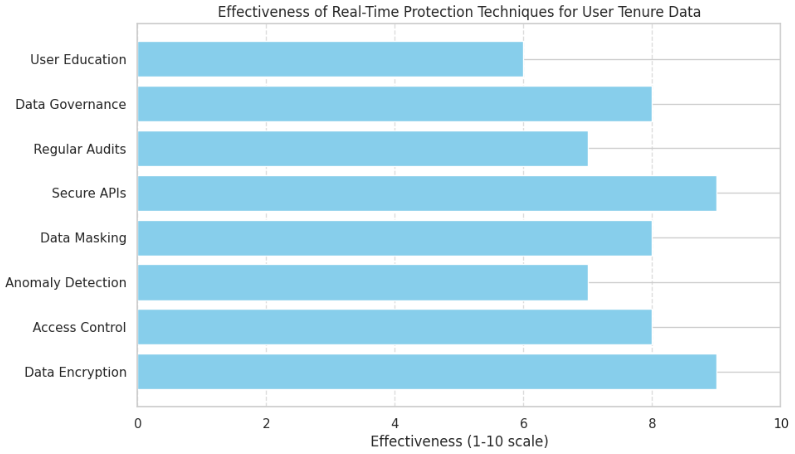 Effectiveness of Real-Time Protection Techniques for User Tenure Data
User Education
Data Governance
Regular Audits
Secure APIs
Data Masking
Anomaly Detection
Access Control
Data Encryption
0 2 4 6 8 10
Effectiveness (1-10 scale)